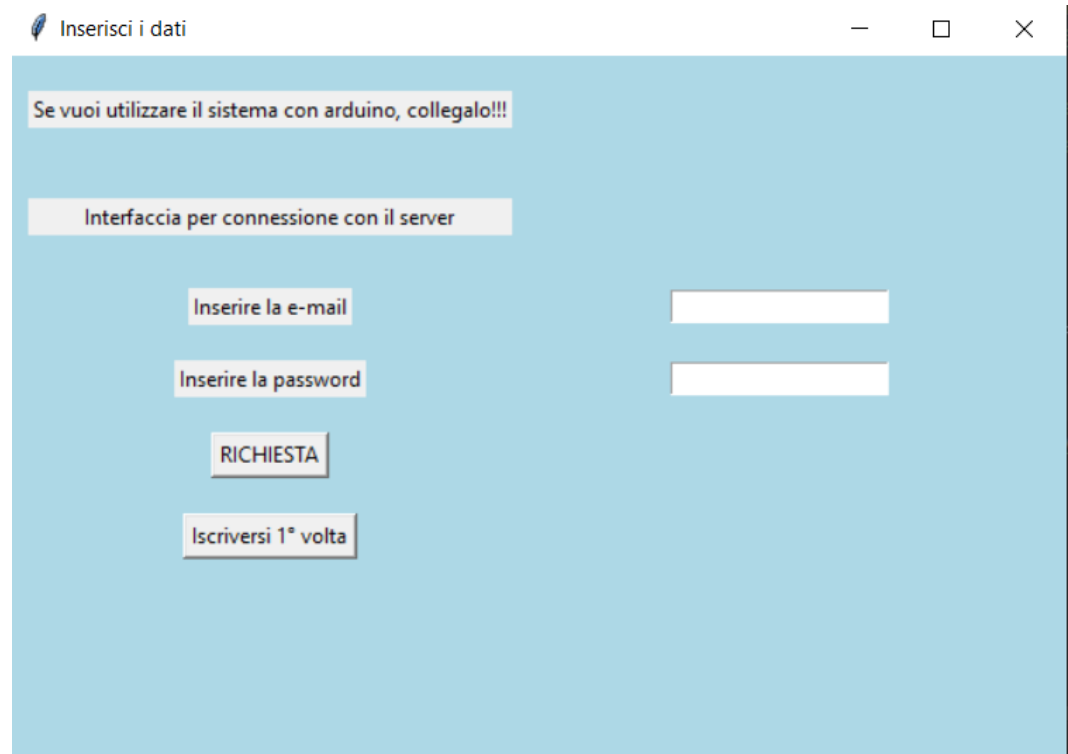 Inserisci i dati
Se vuoi utilizzare il sistema con arduino, collegalo!!!
Interfaccia per connessione con il server
Inserire la e-mail
Inserire la password
RICHIESTA
Iscriversi 1° volta